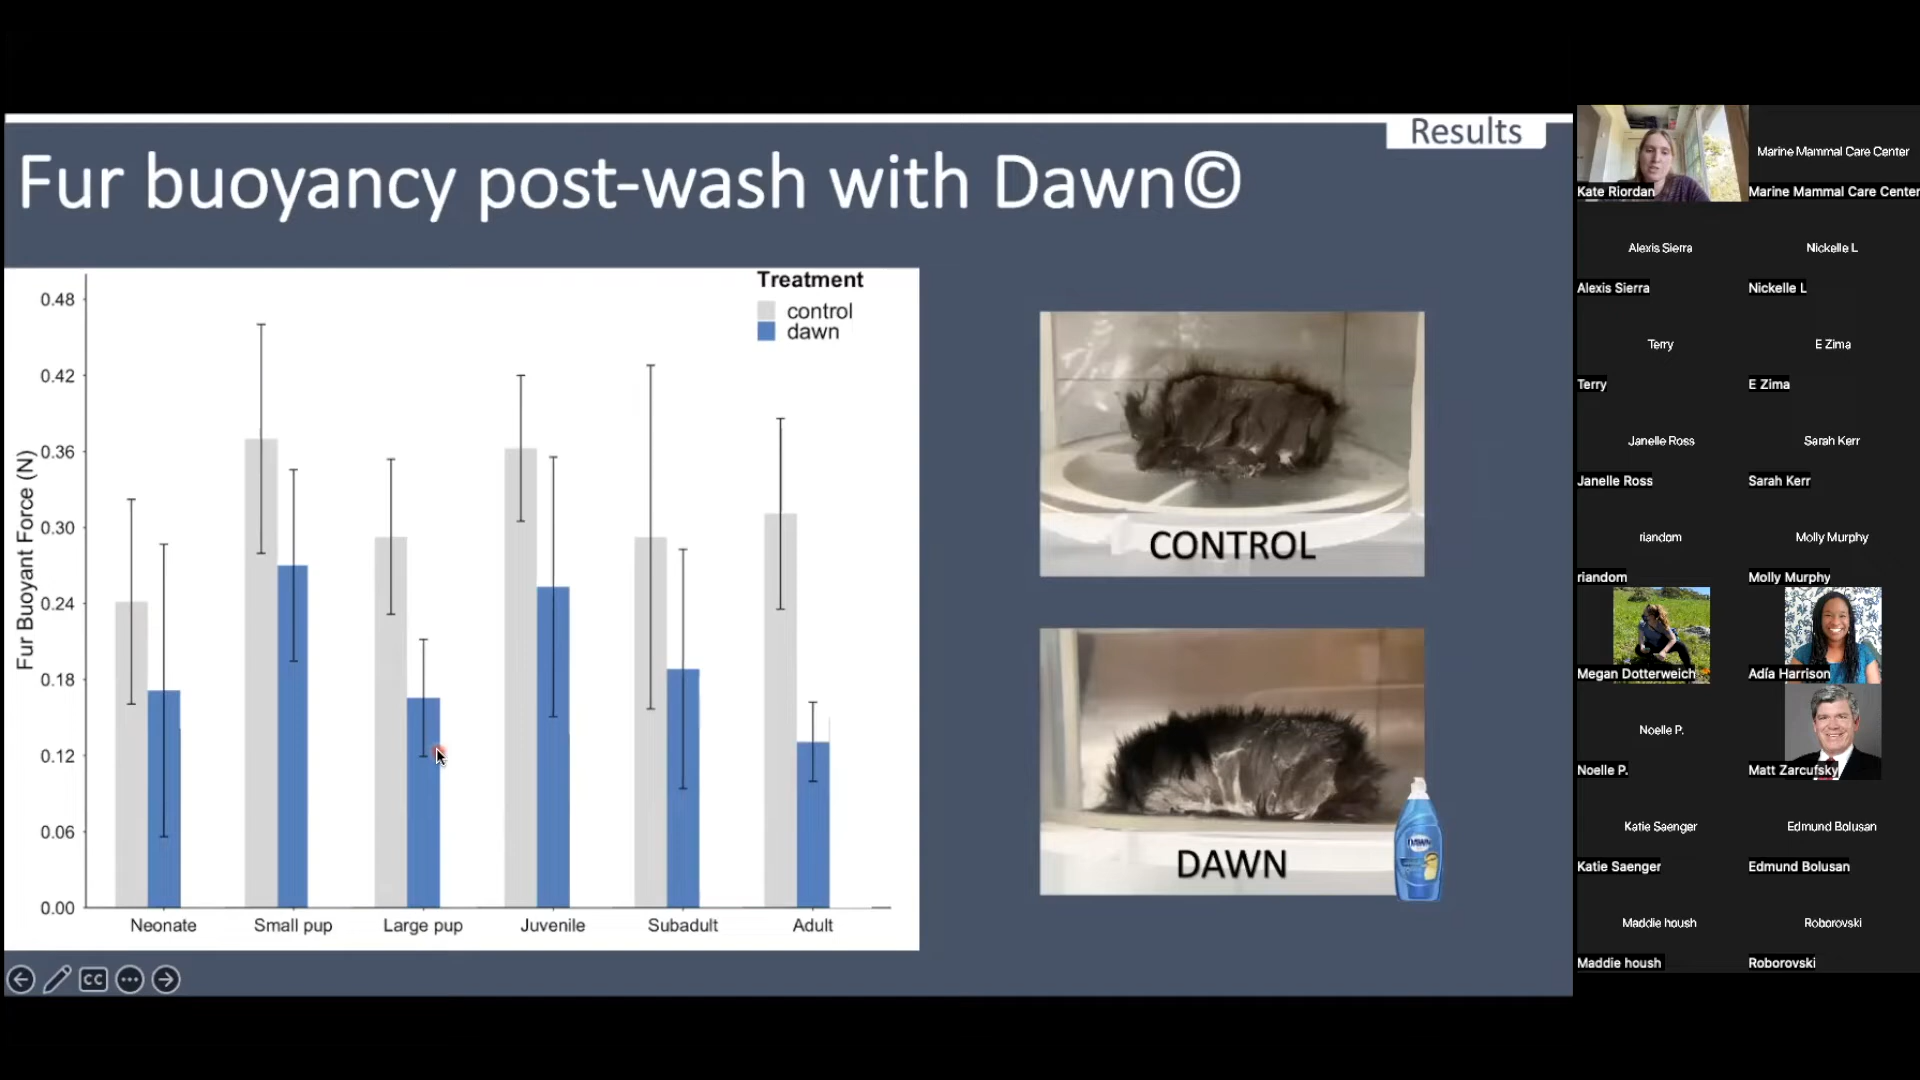 Results
Fur buoyancy post-wash with Dawn©
Treatment
control
dawn
Fur Buoyant Force (N)
0.48
0.42
0.36
0.30
0.24
0.18
0.12
0.06
0.00
Neonate Small pup Large pup Juvenile Subadult Adult
CONTROL
DAWN
DAWN
CC
Kate Riordan
Marine Mammal Care Center
Marine Mammal Care Center
Alexis Sierra
Alexis Sierra
Nickelle L
Nickelle L
Terry
Terry
E Zima
E Zima
Janelle Ross
Janelle Ross
Sarah Kerr
Sarah Kerr
riandom
riandom
Molly Murphy
Molly Murphy
Megan Dotterweich
Adía Harrison
Noelle P.
Noelle P.
Matt Zarcufsky
Katie Saenger
Katie Saenger
Edmund Bolusan
Edmund Bolusan
Maddie housh
Maddie housh
Roborovski
Roborovski